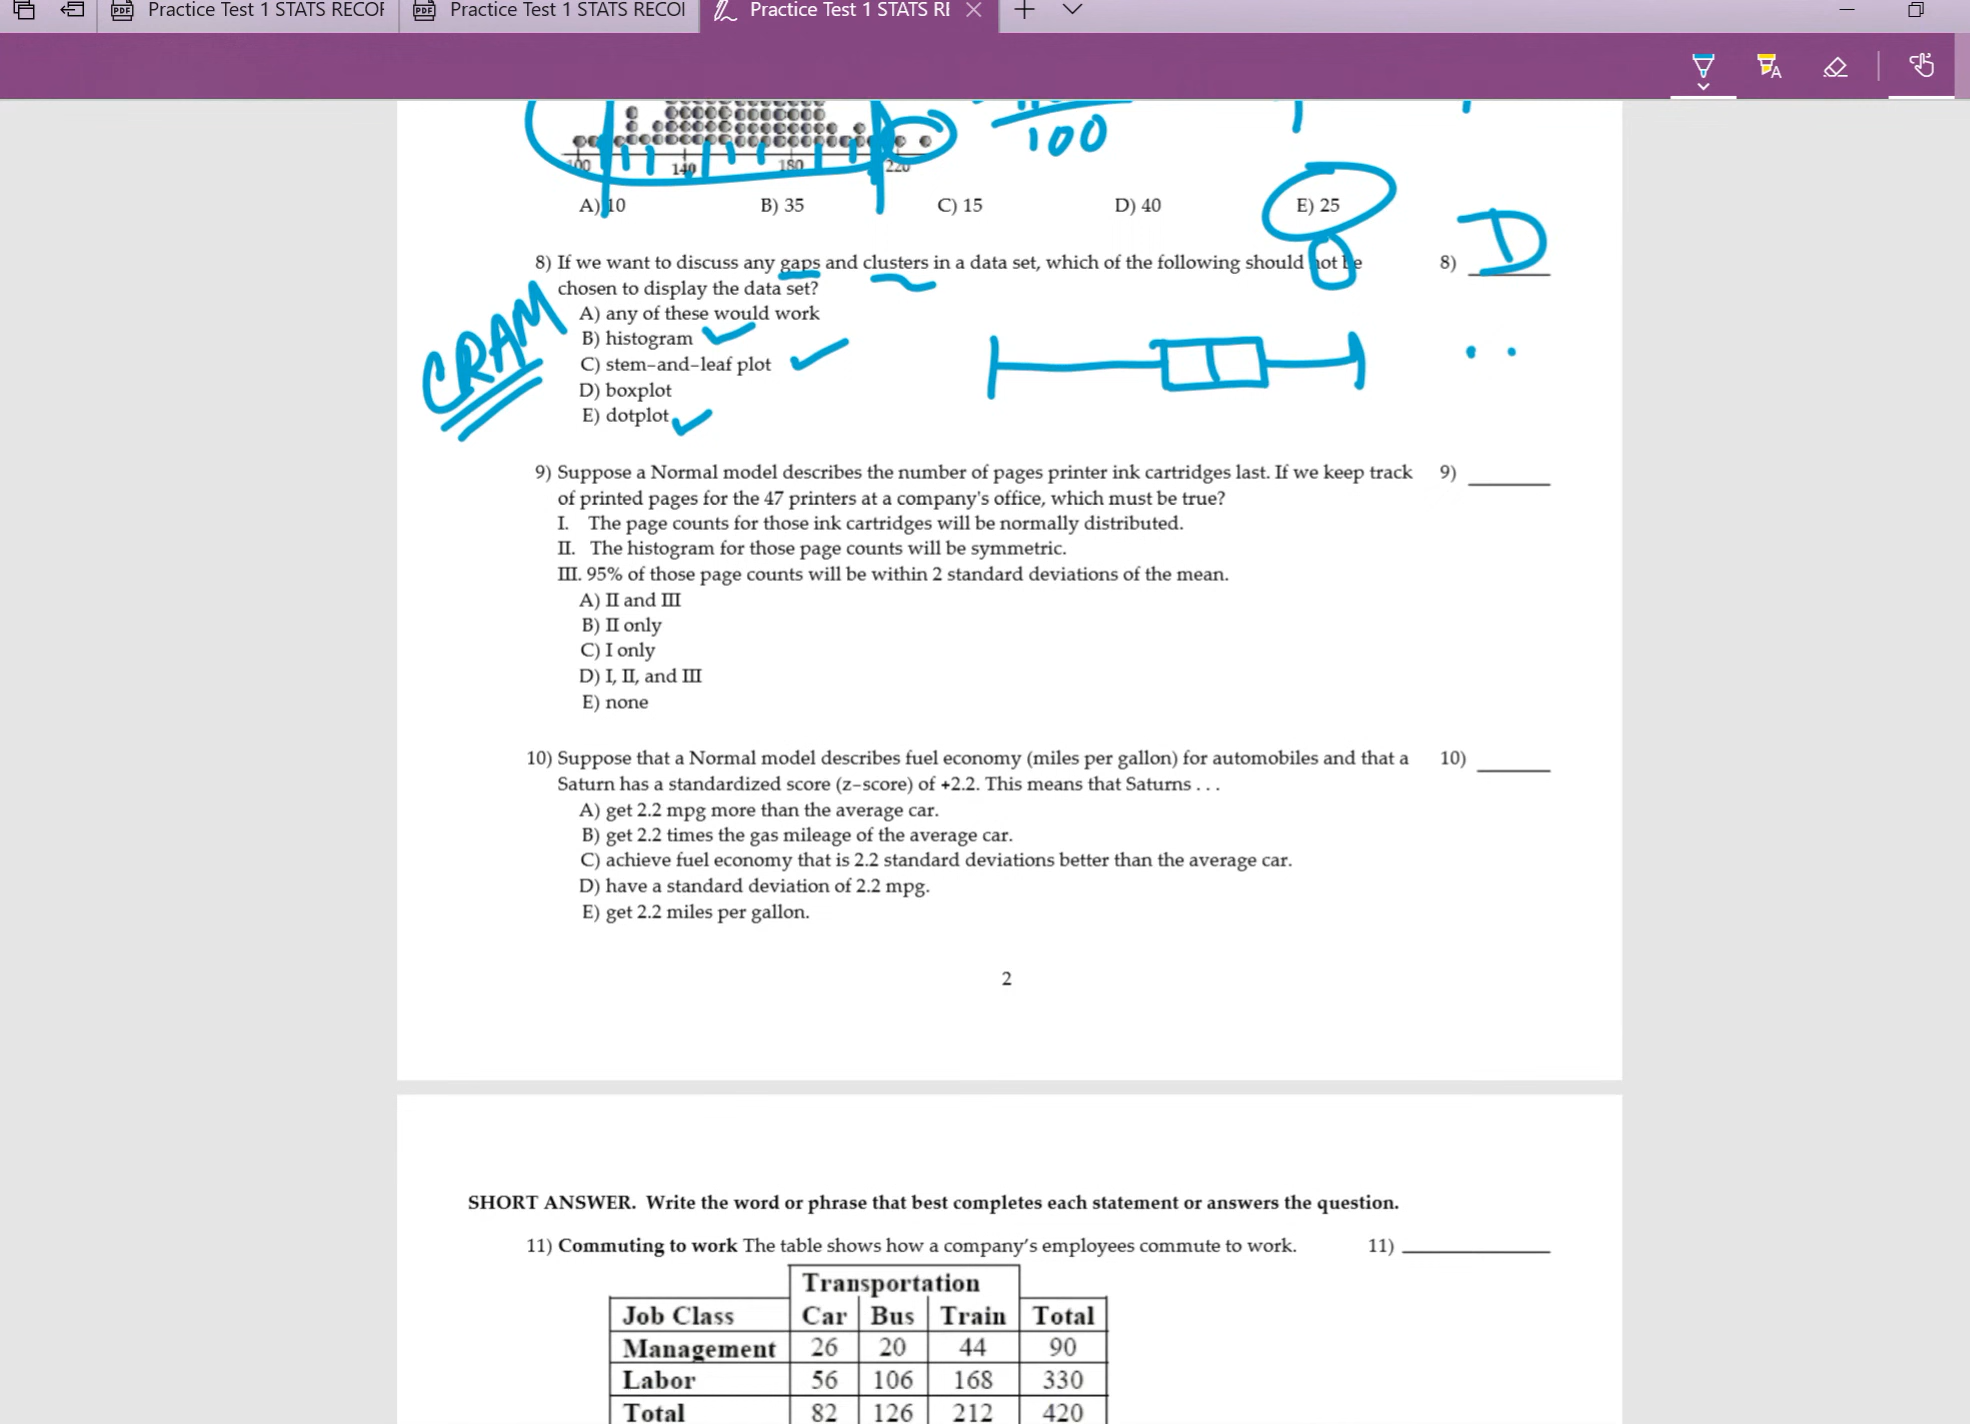 Practice Test 1 STATS RECOF
Practice Test 1 STATS RECOI
Practice Test 1 STATS RI
100
100 140 180 220
A) 10 B) 35 C) 15 D) 40 E) 25
8) If we want to discuss any gaps and clusters in a data set, which of the following should not be 8) D
chosen to display the data set?
CRAM
A) any of these would work
B) histogram
C) stem-and-leaf plot
D) boxplot
E) dotplot
9) Suppose a Normal model describes the number of pages printer ink cartridges last. If we keep track 9)
of printed pages for the 47 printers at a company's office, which must be true?
I. The page counts for those ink cartridges will be normally distributed.
II. The histogram for those page counts will be symmetric.
III. 95% of those page counts will be within 2 standard deviations of the mean.
A) II and III
B) II only
C) I only
D) I, II, and III
E) none
10) Suppose that a Normal model describes fuel economy (miles per gallon) for automobiles and that a 10)
Saturn has a standardized score (z-score) of +2.2. This means that Saturns . . .
A) get 2.2 mpg more than the average car.
B) get 2.2 times the gas mileage of the average car.
C) achieve fuel economy that is 2.2 standard deviations better than the average car.
D) have a standard deviation of 2.2 mpg.
E) get 2.2 miles per gallon.
2
SHORT ANSWER. Write the word or phrase that best completes each statement or answers the question.
11) Commuting to work The table shows how a company's employees commute to work. 11)
Transportation
Job Class Car Bus Train Total
Management 26 20 44 90
Labor 56 106 168 330
Total 82 126 212 420